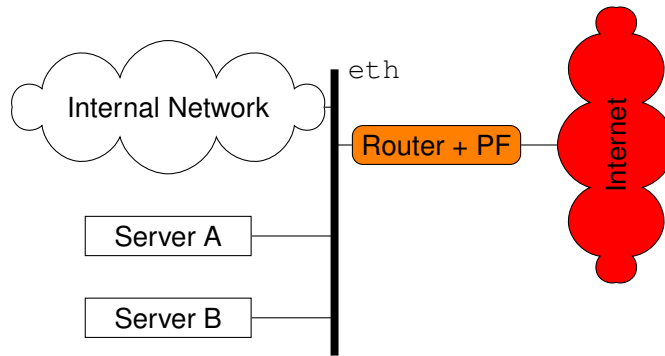 eth
Internal Network
Router + PF
Internet
Server A
Server B